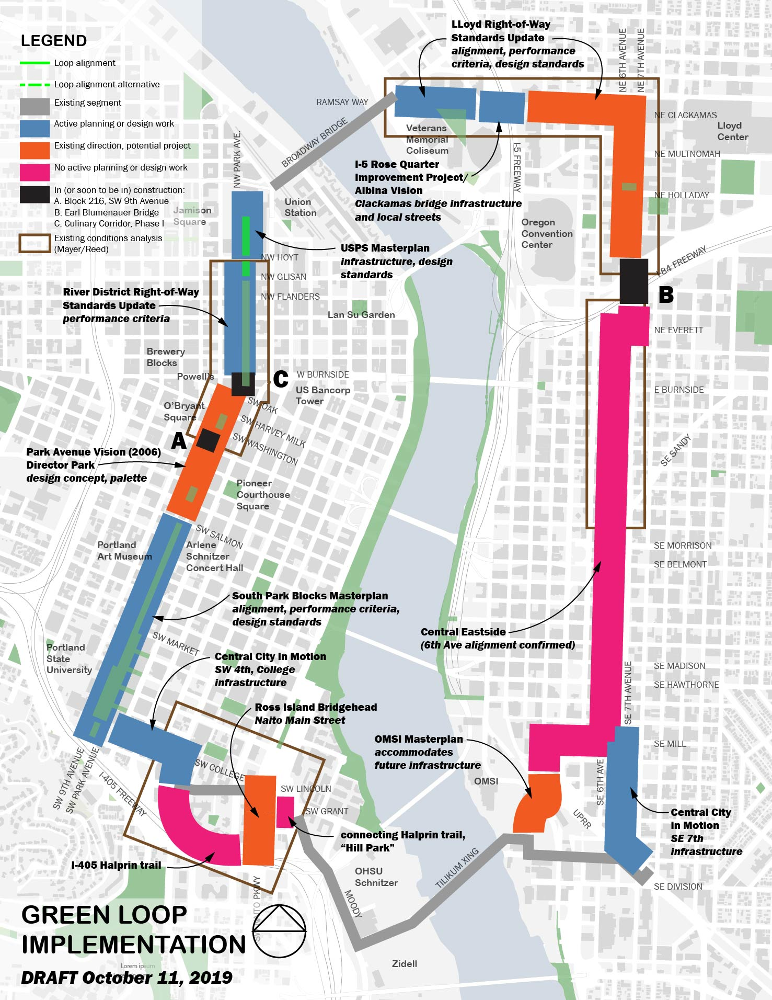 LEGEND
Loop alignment
Loop alignment alternative
Existing segment
Active planning or design work
Existing direction, potential project
No active planning or design work
In (or soon to be in) construction:
A. Block 216, SW 9th Avenue
B. Earl Blumenauer Bridge
C. Culinary Corridor, Phase I
Existing conditions analysis
(Mayer/Reed)
LLoyd Right-of-Way
Standards Update
alignment, performance
criteria, design standards
NE 6TH AVENUE
NE 7TH AVENUE
RAMSAY WAY
BROADWAY BRIDGE
NW PARK AVE.
Veterans
Memorial
Coliseum
NE CLACKAMAS
Lloyd
Center
I-5 FREEWAY
NE MULTNOMAH
I-5 Rose Quarter
Improvement Project/
Albina Vision
Clackamas bridge infrastructure
and local streets
NE HOLLADAY
Jamison
Square
Union
Station
Oregon
Convention
Center
USPS Masterplan
infrastructure, design
standards
NW HOYT
NW GLISAN
NW FLANDERS
I-84 FREEWAY
B
River District Right-of-Way
Standards Update
performance criteria
Lan Su Garden
NE EVERETT
Brewery
Blocks
Powell's
C
W BURNSIDE
US Bancorp
Tower
E BURNSIDE
O'Bryant
Square
SW OAK
SW HARVEY MILK
SW WASHINGTON
A
SE SANDY
Park Avenue Vision (2006)
Director Park
design concept, palette
Pioneer
Courthouse
Square
SW SALMON
Portland
Art Museum
Arlene
Schnitzer
Concert Hall
SE MORRISON
SE BELMONT
South Park Blocks Masterplan
alignment, performance criteria,
design standards
Central Eastside
(6th Ave alignment confirmed)
SW MARKET
Portland
State
University
Central City in Motion
SW 4th, College
infrastructure
SE MADISON
SE HAWTHORNE
SE 7TH AVENUE
Ross Island Bridgehead
Naito Main Street
OMSI Masterplan
accommodates
future infrastructure
SE MILL
SW 9TH AVENUE
SW PARK AVENUE
I-405 FREEWAY
SW COLLEGE
SW LINCOLN
OMSI
SE 6TH AVE
SW GRANT
UPRR
Central City
in Motion
SE 7th
infrastructure
connecting Halprin trail,
“Hill Park”
I-405 Halprin trail
OHSU
Schnitzer
TILIKUM XING
MOODY
SE DIVISION
SW NAITO PKWY
GREEN LOOP
IMPLEMENTATION
Lorem ipsum
DRAFT October 11, 2019
Zidell